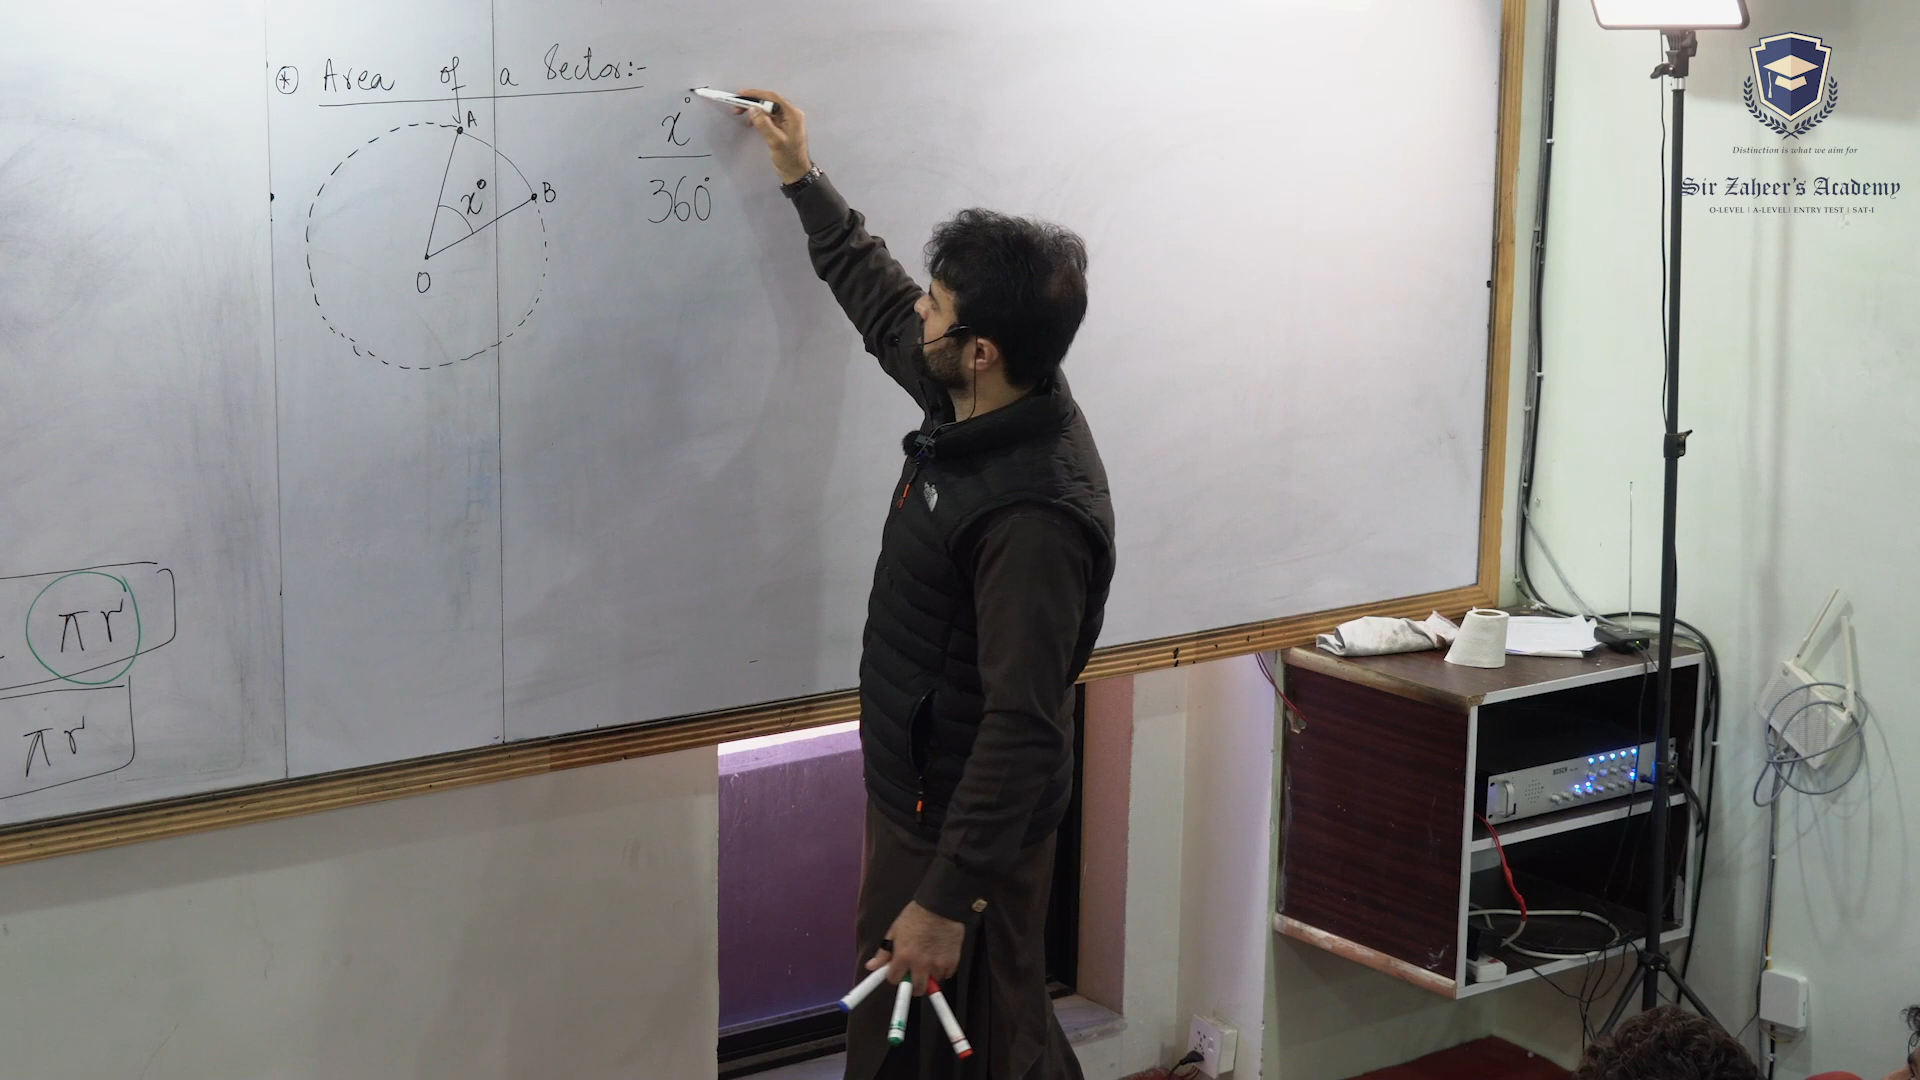 ⊛ Area of a Sector:-
A
x°
B
O
x°
360°
πr
πr
Distinction is what we aim for
Sir Zaheer's Academy
O-LEVEL | A-LEVEL | ENTRY TEST | SAT-I
BOSCH